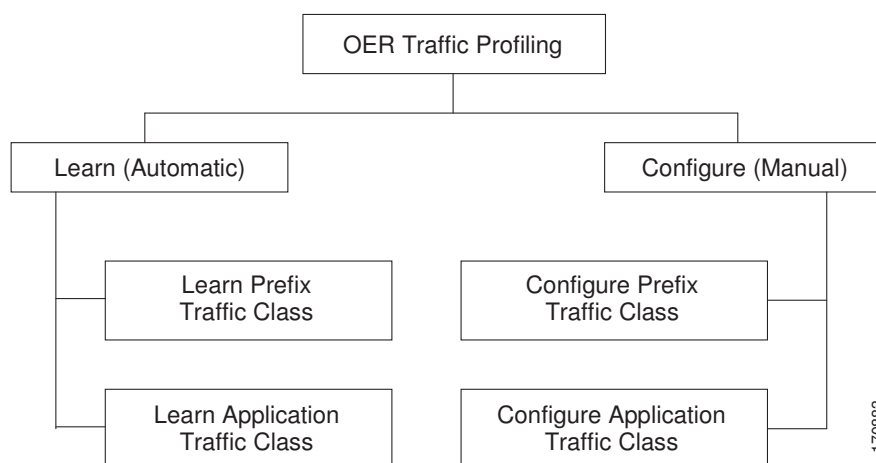 OER Traffic Profiling
Learn (Automatic)
Configure (Manual)
Learn Prefix
Traffic Class
Configure Prefix
Traffic Class
Learn Application
Traffic Class
Configure Application
Traffic Class